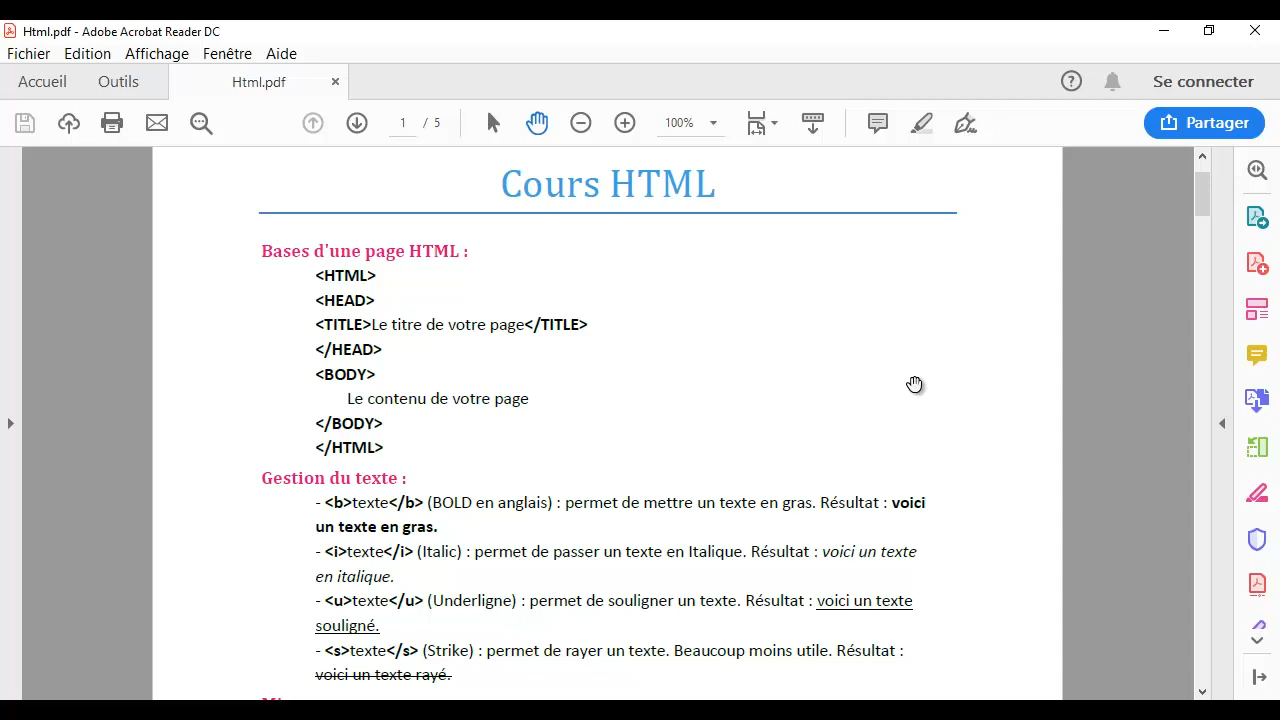 Html.pdf - Adobe Acrobat Reader DC
Fichier Edition Affichage Fenêtre Aide
Accueil Outils Html.pdf × Se connecter
1 / 5 100% Partager
Cours HTML
Bases d'une page HTML :
<HTML>
<HEAD>
<TITLE>Le titre de votre page</TITLE>
</HEAD>
<BODY>
Le contenu de votre page
</BODY>
</HTML>
Gestion du texte :
- <b>texte</b> (BOLD en anglais) : permet de mettre un texte en gras. Résultat : voici
un texte en gras.
- <i>texte</i> (Italic) : permet de passer un texte en Italique. Résultat : voici un texte
en italique.
- <u>texte</u> (Underligne) : permet de souligner un texte. Résultat : voici un texte
souligné.
- <s>texte</s> (Strike) : permet de rayer un texte. Beaucoup moins utile. Résultat :
voici un texte rayé.